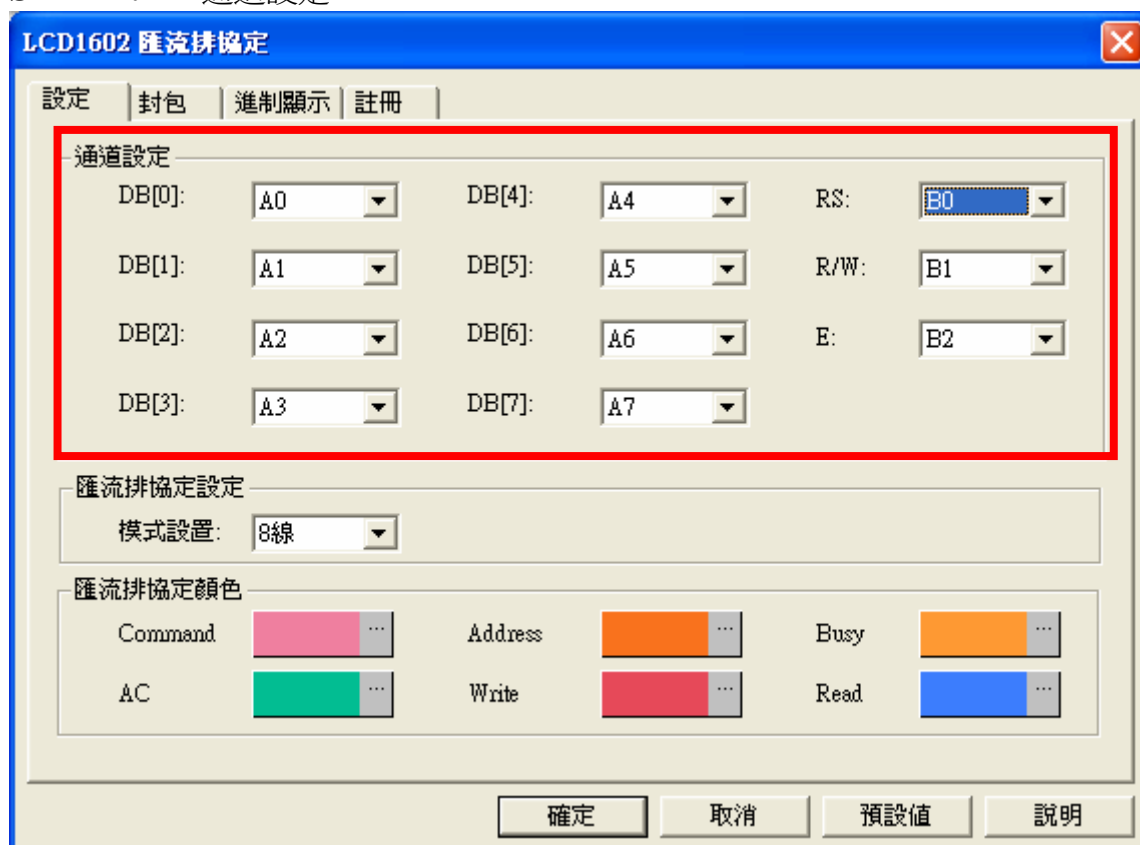 通道設定
LCD1602 匯流排協定
設定 封包 進制顯示 註冊
通道設定
DB[0]: A0 DB[4]: A4 RS: B0
DB[1]: A1 DB[5]: A5 R/W: B1
DB[2]: A2 DB[6]: A6 E: B2
DB[3]: A3 DB[7]: A7
匯流排協定設定
模式設置: 8線
匯流排協定顏色
Command ... Address ... Busy ...
AC ... Write ... Read ...
確定 取消 預設值 說明